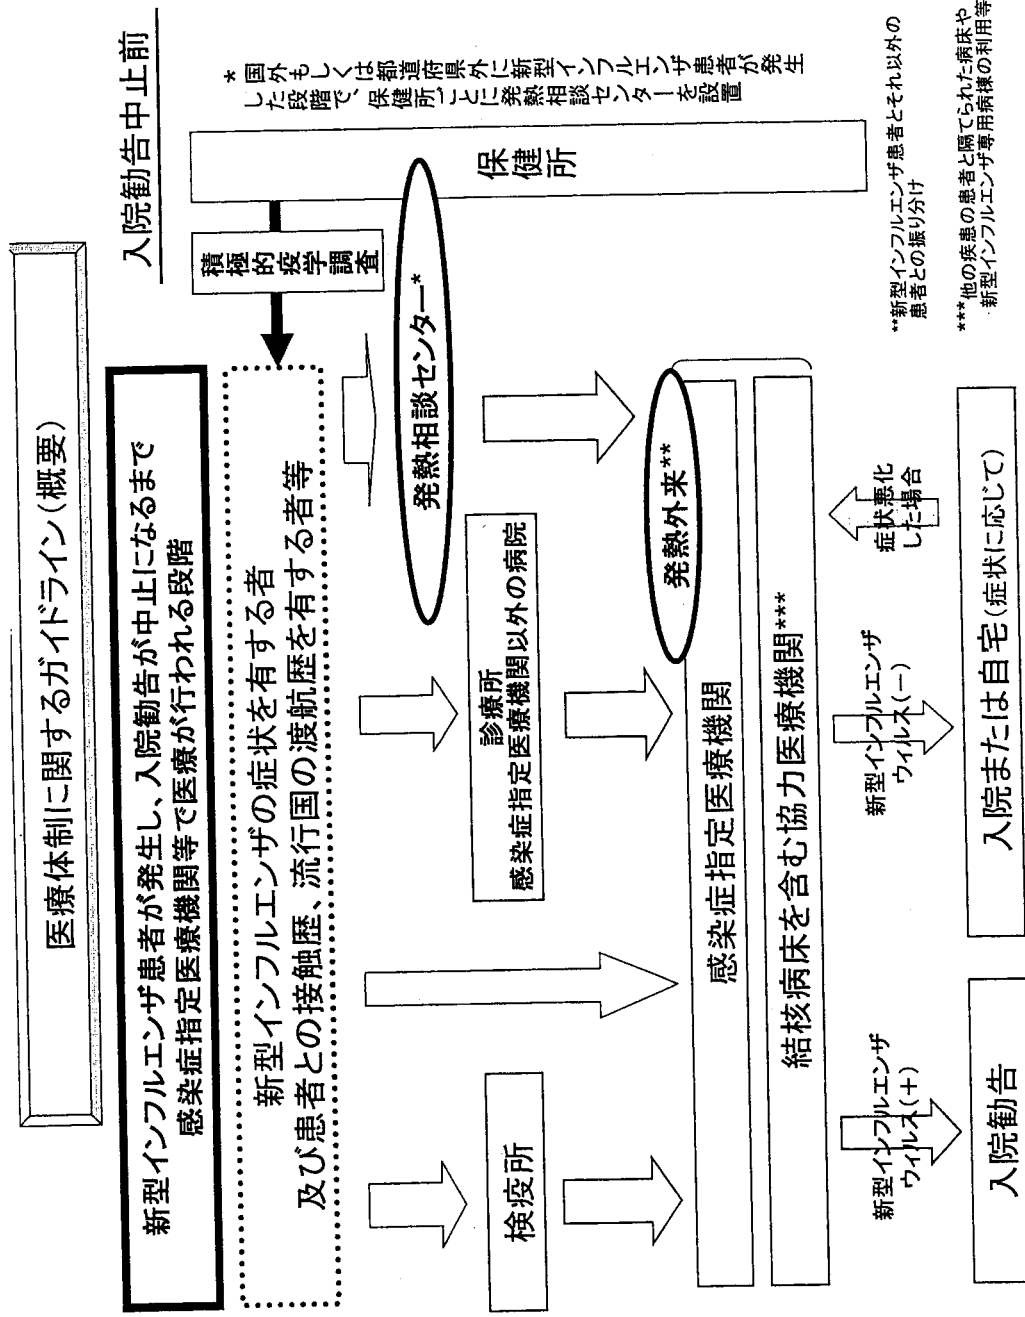 医療体制に関するガイドライン(概要)
入院勧告中止前
新型インフルエンザ患者が発生し、入院勧告が中止になるまで
感染症指定医療機関等で医療が行われる段階
新型インフルエンザの症状を有する者
及び患者との接触歴、流行国の渡航歴を有する者等
積極的疫学調査
*国外もしくは都道府県外に新型インフルエンザ患者が発生
した段階で、保健所ごとに発熱相談センターを設置
保健所
発熱相談センター*
検疫所
診療所
感染症指定医療機関以外の病院
発熱外来**
感染症指定医療機関
結核病床を含む協力医療機関***
新型インフルエンザ
ウィルス(+)
新型インフルエンザ
ウィルス(-)
症状悪化
した場合
入院勧告
入院または自宅(症状に応じて)
**新型インフルエンザ患者とそれ以外の
患者との振り分け
***他の疾患の患者と隔てられた病床や
新型インフルエンザ専用病棟の利用等